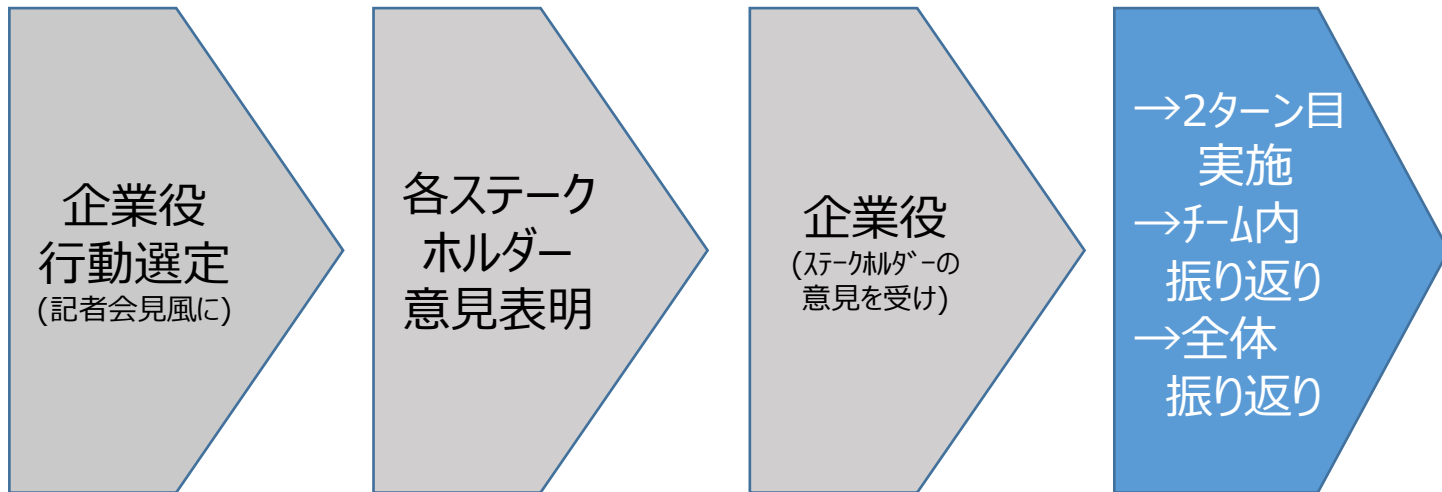 企業役
行動選定
(記者会見風に)
各ステーク
ホルダー
意見表明
企業役
(ｽﾃｰｸﾎﾙﾀﾞｰの
意見を受け)
→2ターン目
実施
→ﾁｰﾑ内
振り返り
→全体
振り返り